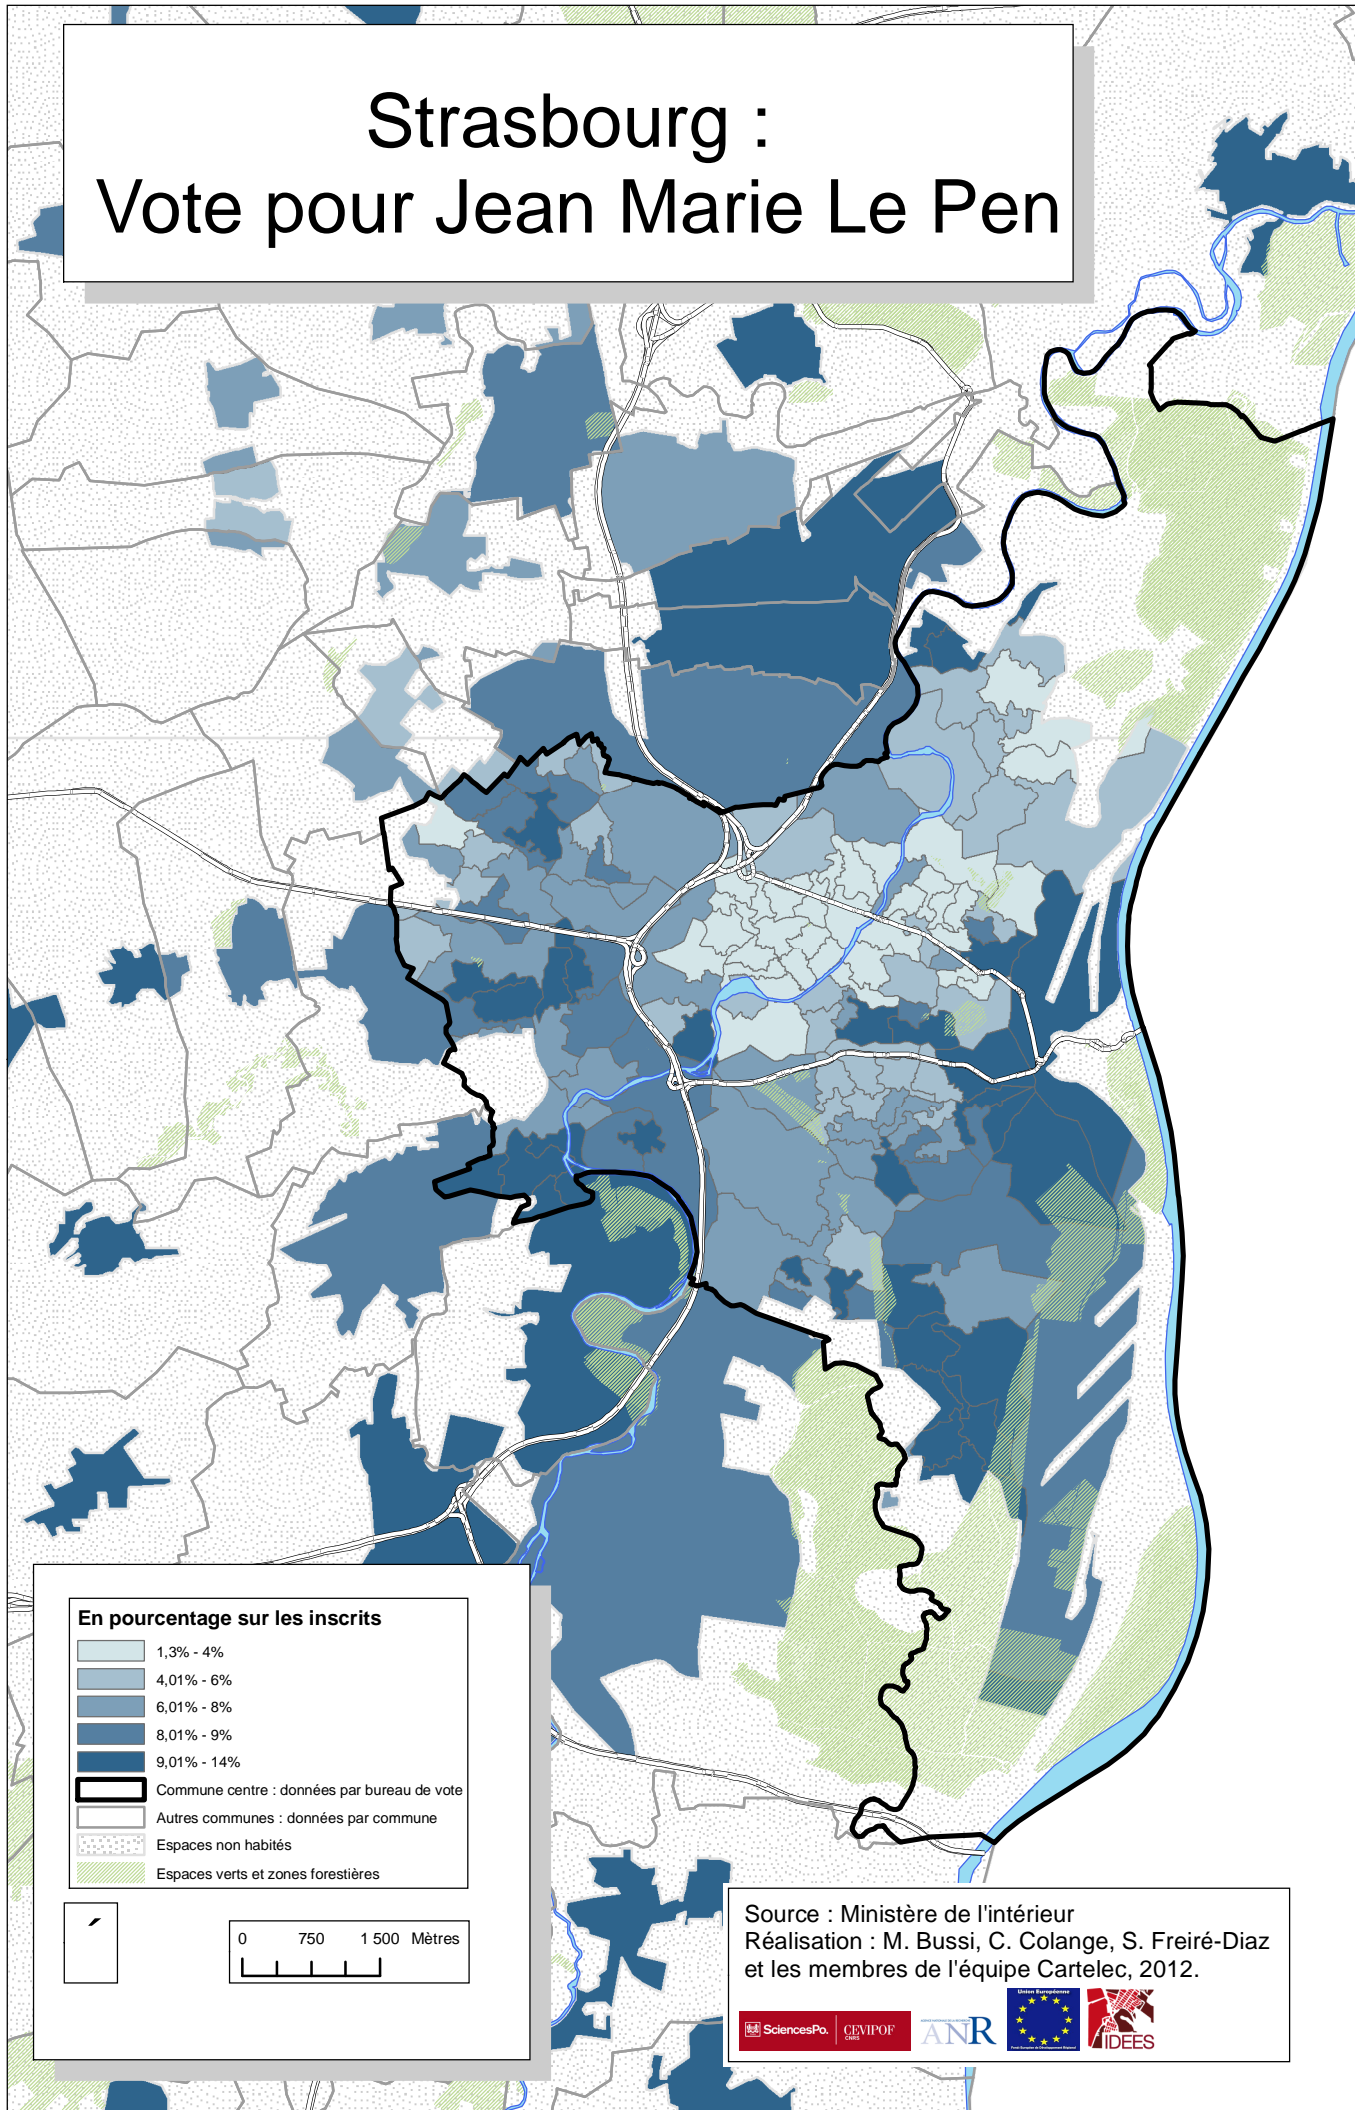 Strasbourg :
Vote pour Jean Marie Le Pen
En pourcentage sur les inscrits
1,3% - 4%
4,01% - 6%
6,01% - 8%
8,01% - 9%
9,01% - 14%
Commune centre : données par bureau de vote
Autres communes : données par commune
Espaces non habités
Espaces verts et zones forestières
0 750 1 500 Mètres
Source : Ministère de l'intérieur
Réalisation : M. Bussi, C. Colange, S. Freiré-Diaz
et les membres de l'équipe Cartelec, 2012.
SciencesPo.
CEVIPOF
CNRS
ANR
Union Européenne
IDEES